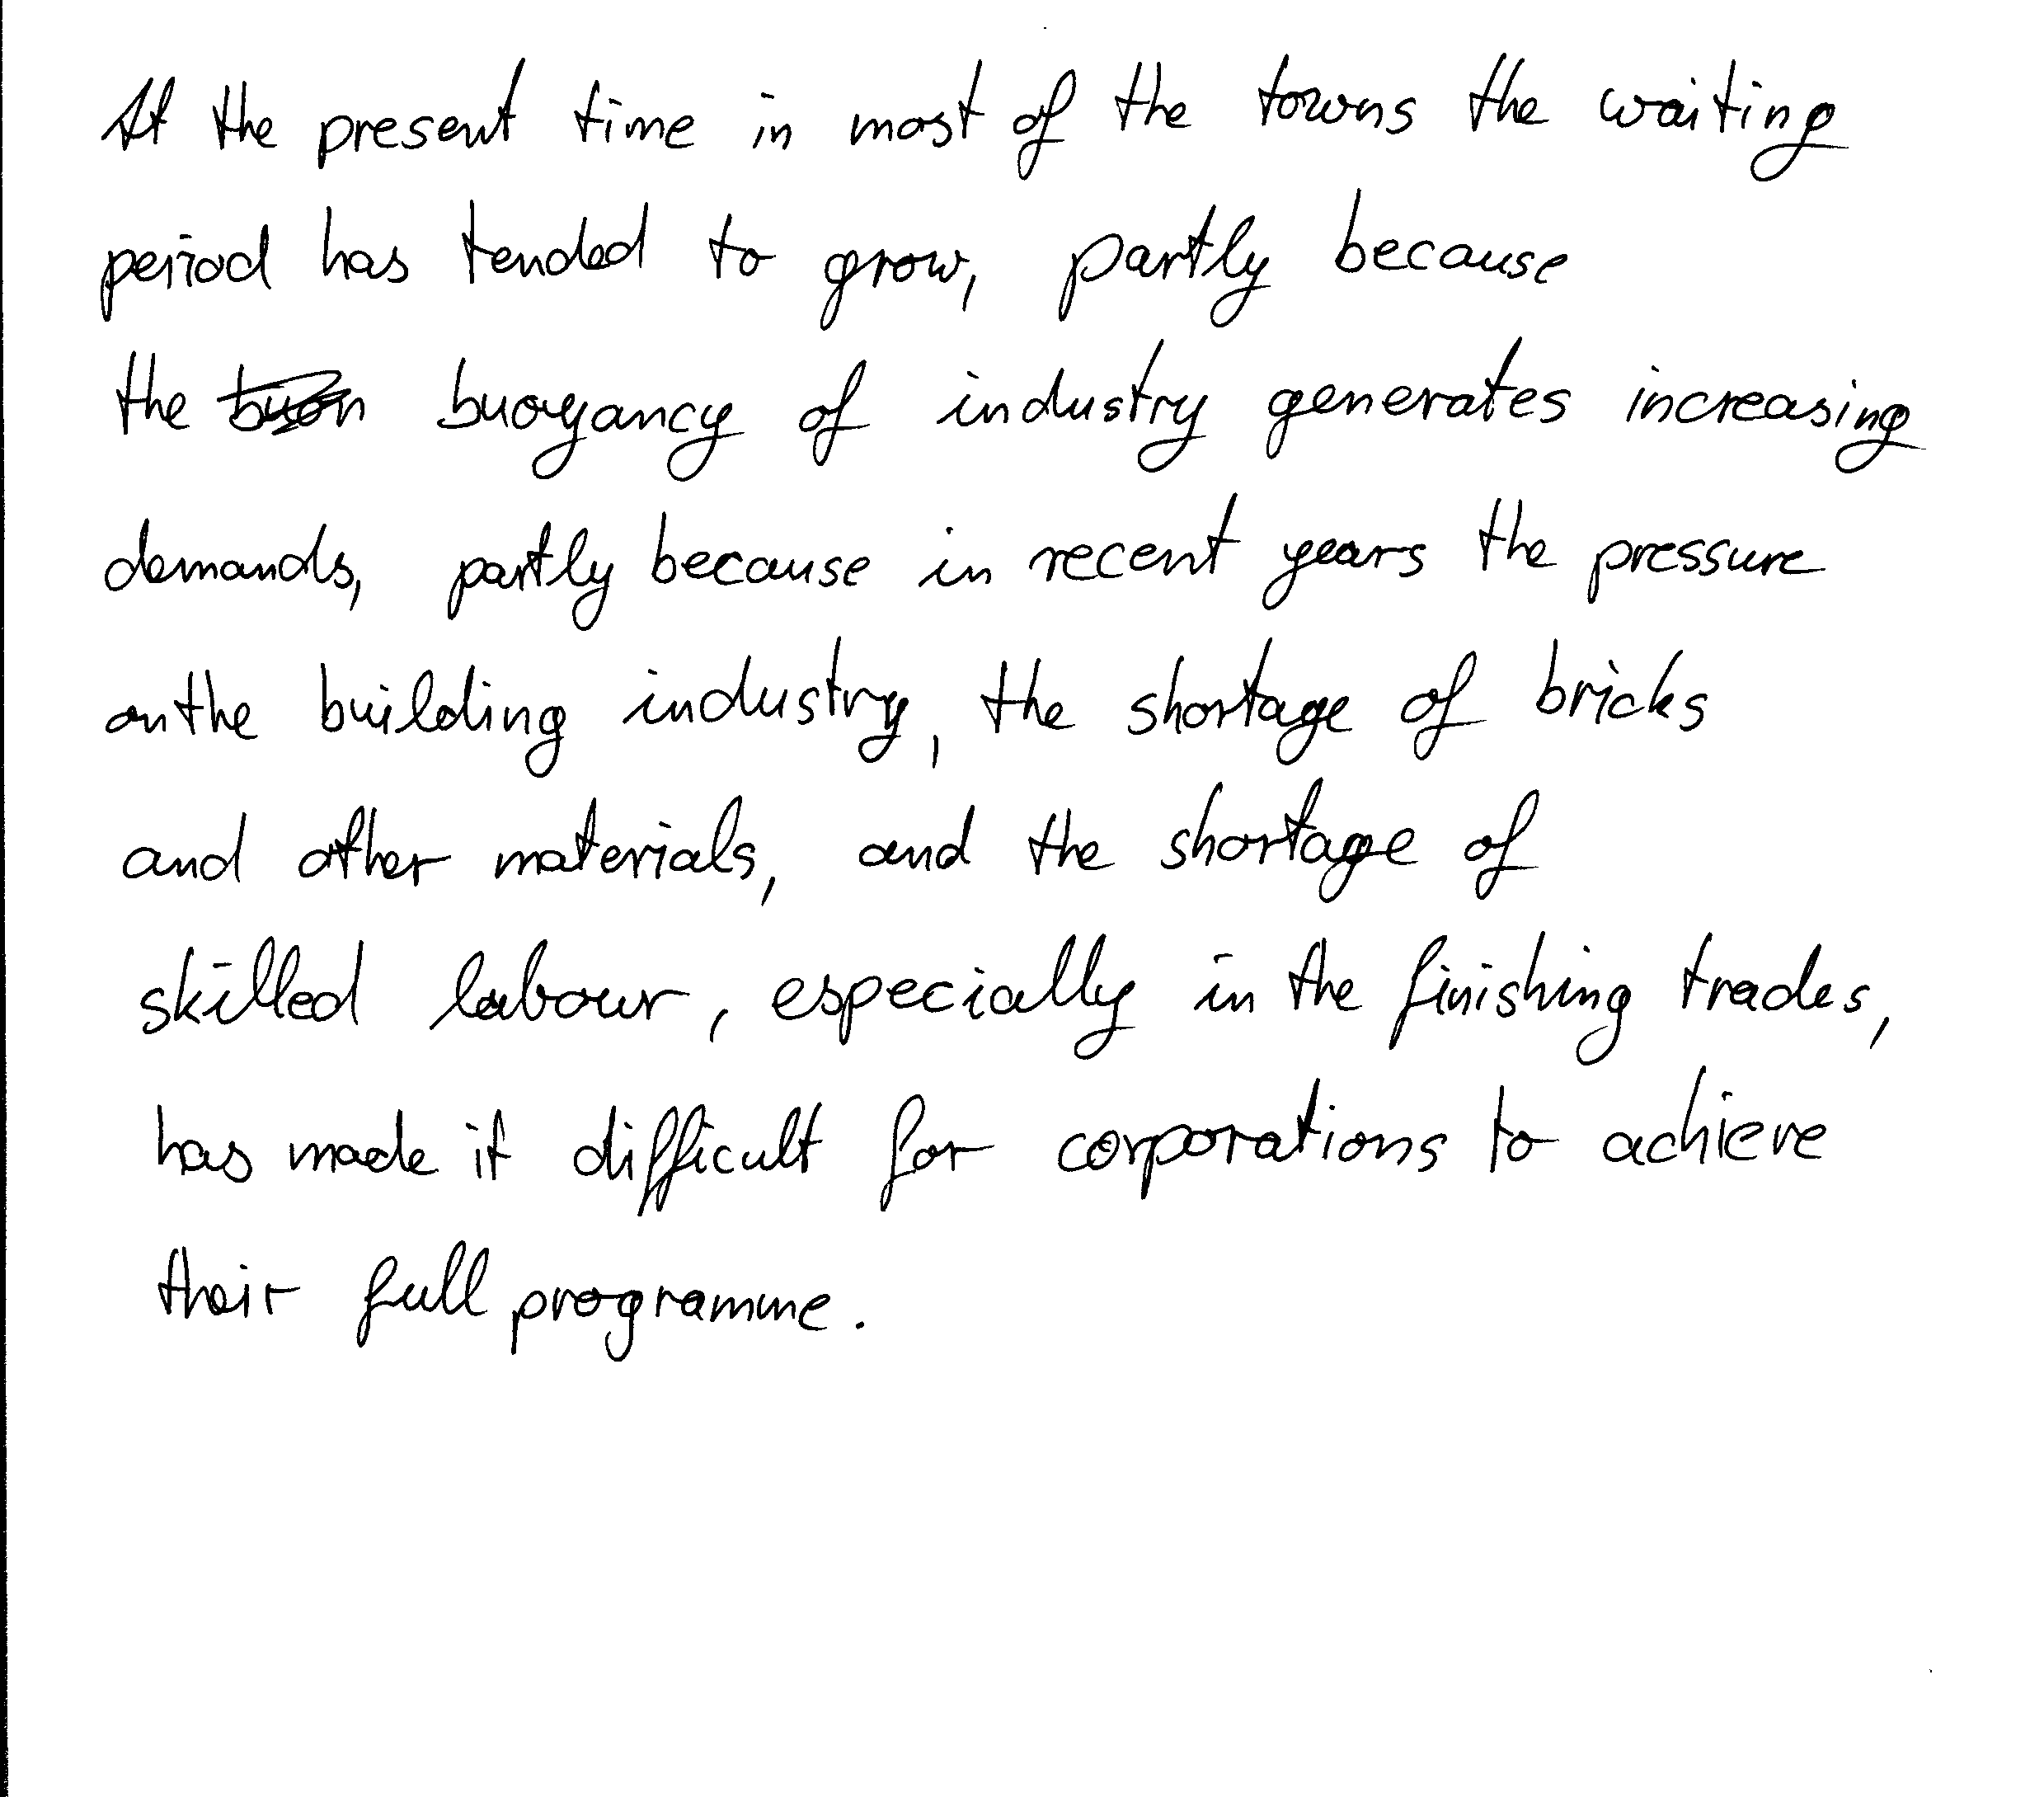 At the present time in most of the towns the waiting
period has tended to grow, partly because
the buoyancy of industry generates increasing
demands, partly because in recent years the pressure
on the building industry, the shortage of bricks
and other materials, and the shortage of
skilled labour, especially in the finishing trades,
has made it difficult for corporations to achieve
their full programme.